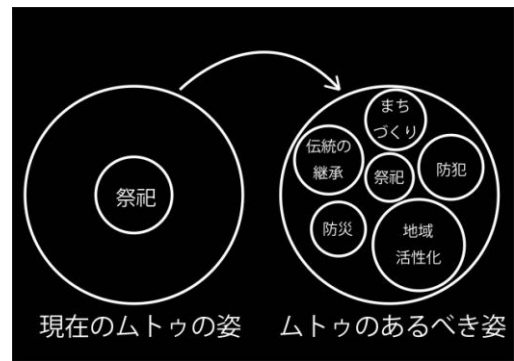 祭祀
現在のムトゥの姿
まち
づくり
伝統の
継承
祭祀
防犯
防災
地域
活性化
ムトゥのあるべき姿